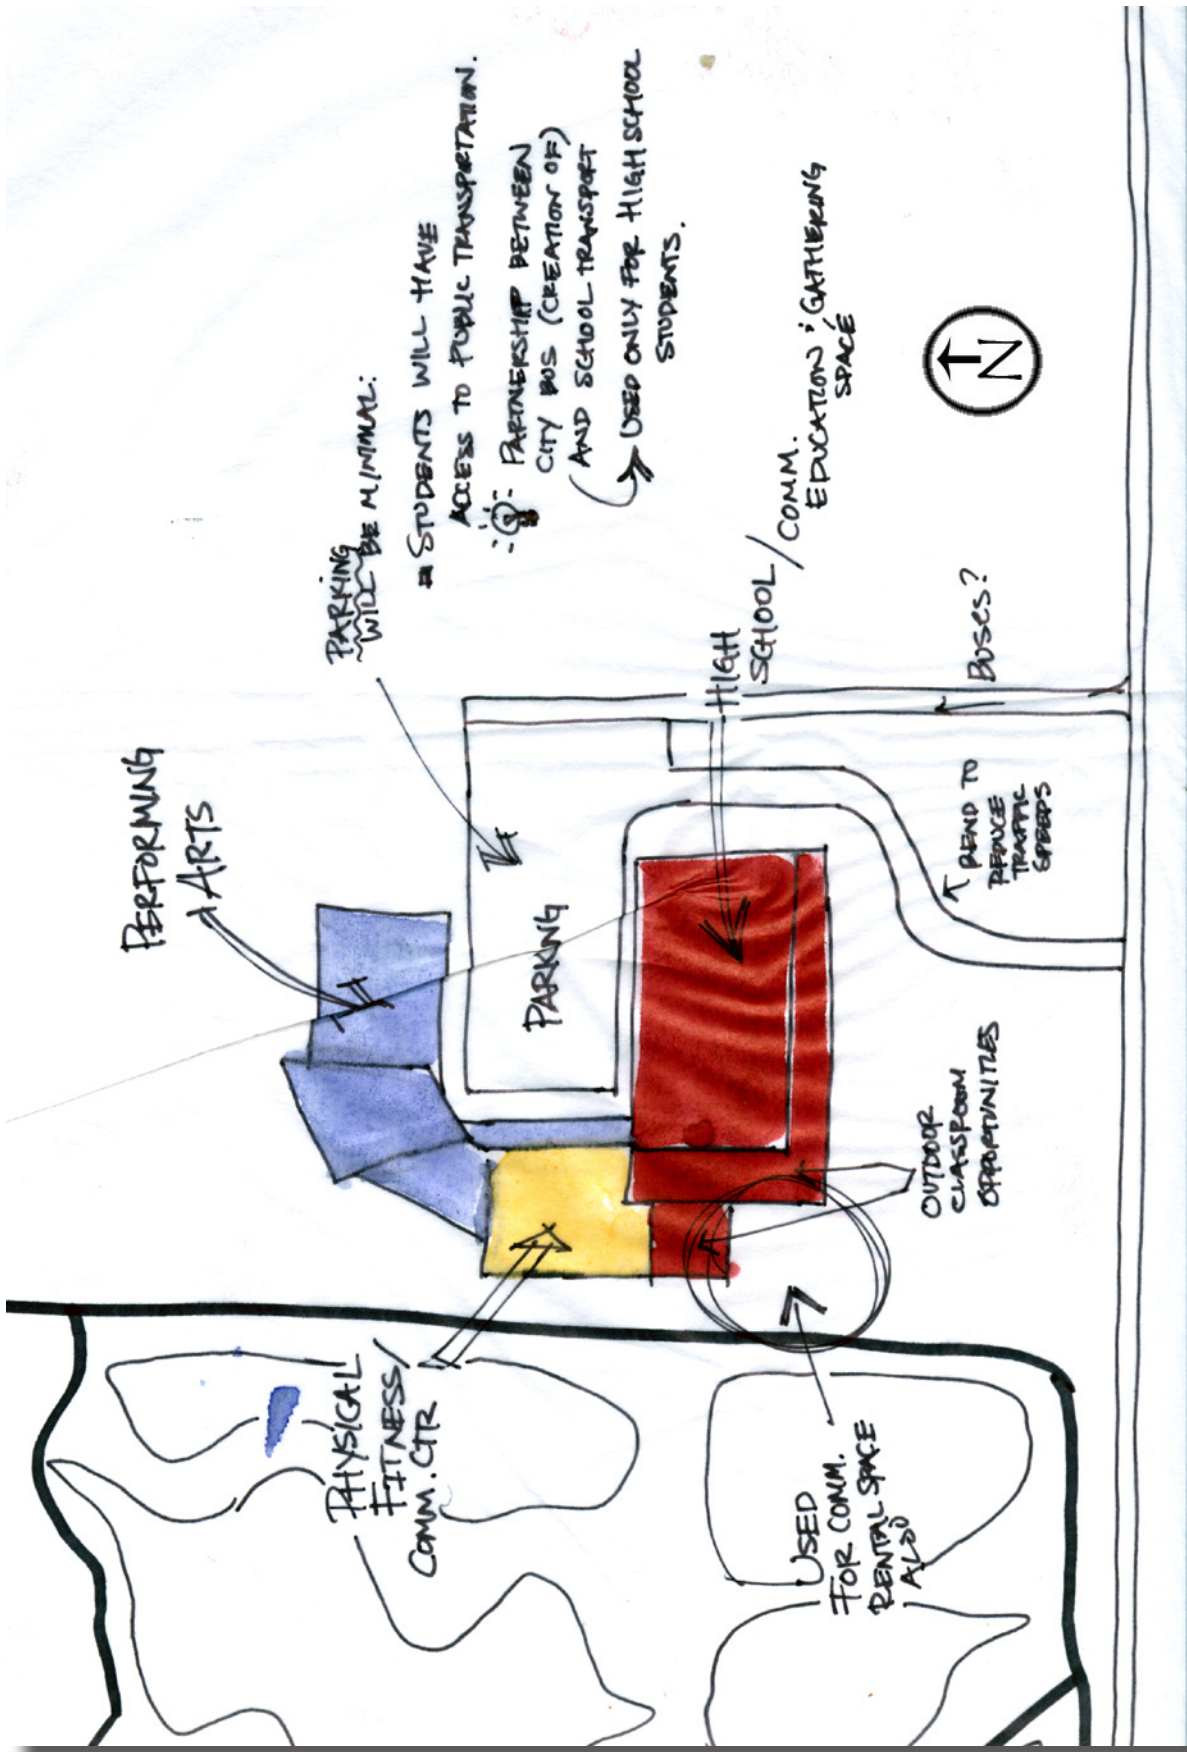 PARKING
WILL BE MINIMAL:
STUDENTS WILL HAVE
ACCESS TO PUBLIC TRANSPORTATION.
PARTNERSHIP BETWEEN
CITY BUS (CREATION OF)
AND SCHOOL TRANSPORT
USED ONLY FOR HIGH SCHOOL
STUDENTS.
PERFORMING
ARTS
PARKING
HIGH
SCHOOL / COMM.
EDUCATION & GATHERING
SPACE
N
BUSES?
BEND TO
REDUCE
TRAFFIC
SPEEDS
OUTDOOR
CLASSROOM
OPPORTUNITIES
PHYSICAL
FITNESS/
COMM. CTR
USED
FOR COMM.
RENTAL SPACE
ALSO